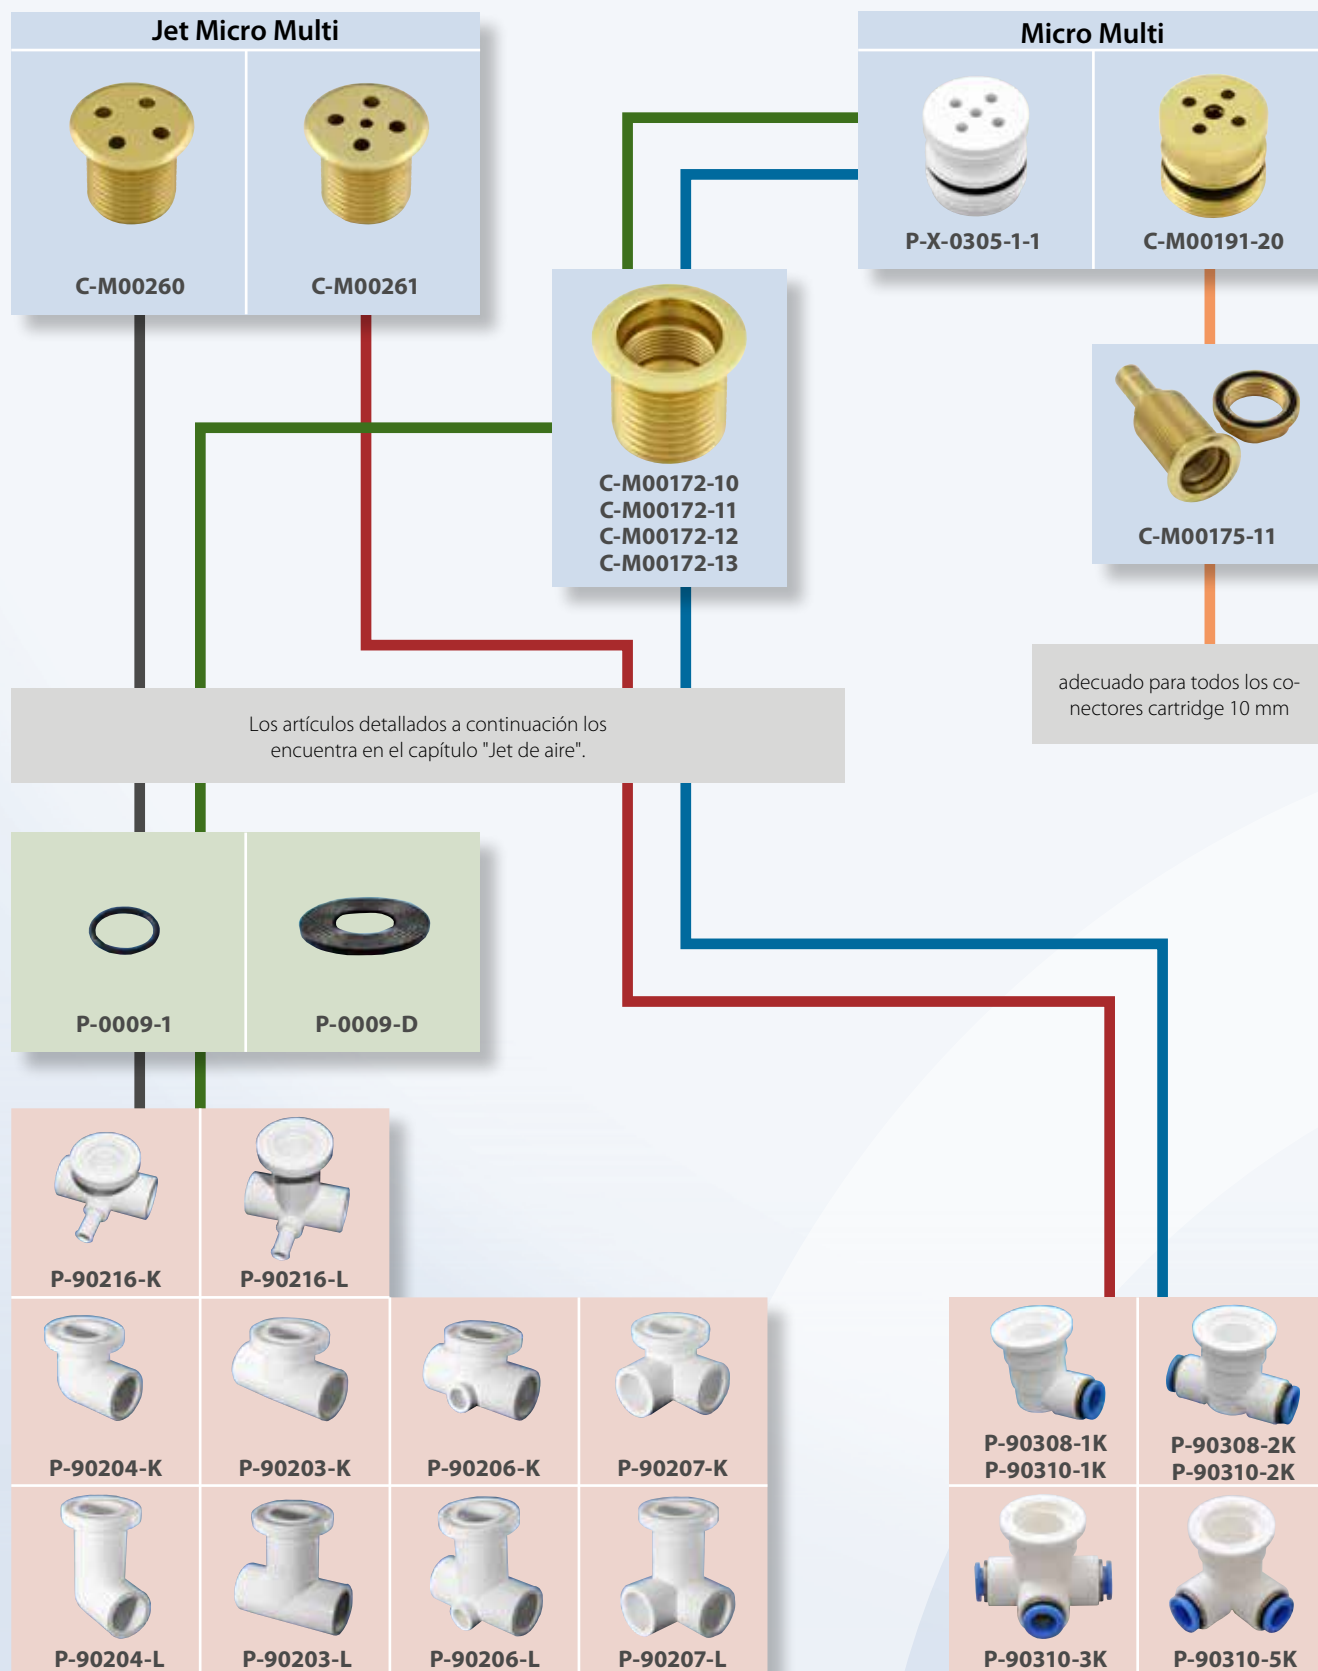 Jet Micro Multi
Micro Multi
C-M00260
C-M00261
P-X-0305-1-1
C-M00191-20
C-M00172-10
C-M00172-11
C-M00172-12
C-M00172-13
C-M00175-11
adecuado para todos los co-
nectores cartridge 10 mm
Los artículos detallados a continuación los
encuentra en el capítulo "Jet de aire".
P-0009-1
P-0009-D
P-90216-K
P-90216-L
P-90204-K
P-90203-K
P-90206-K
P-90207-K
P-90308-1K
P-90310-1K
P-90308-2K
P-90310-2K
P-90204-L
P-90203-L
P-90206-L
P-90207-L
P-90310-3K
P-90310-5K